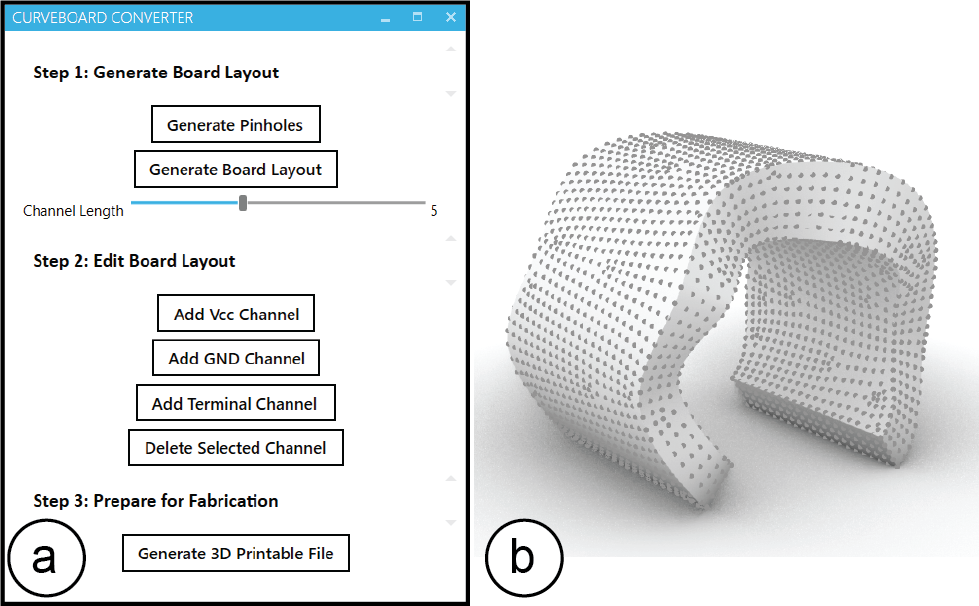 CURVEBOARD CONVERTER
Step 1: Generate Board Layout
Generate Pinholes
Generate Board Layout
Channel Length 5
Step 2: Edit Board Layout
Add Vcc Channel
Add GND Channel
Add Terminal Channel
Delete Selected Channel
Step 3: Prepare for Fabrication
Generate 3D Printable File
a
b